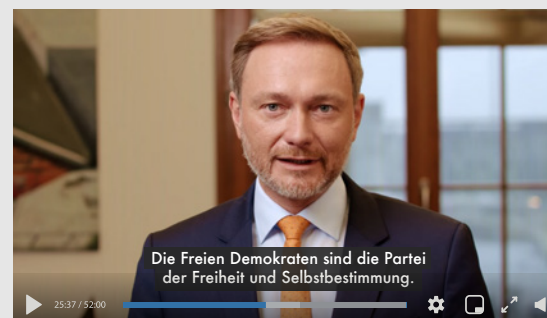 Die Freien Demokraten sind die Partei
der Freiheit und Selbstbestimmung.
25:37 / 52:00